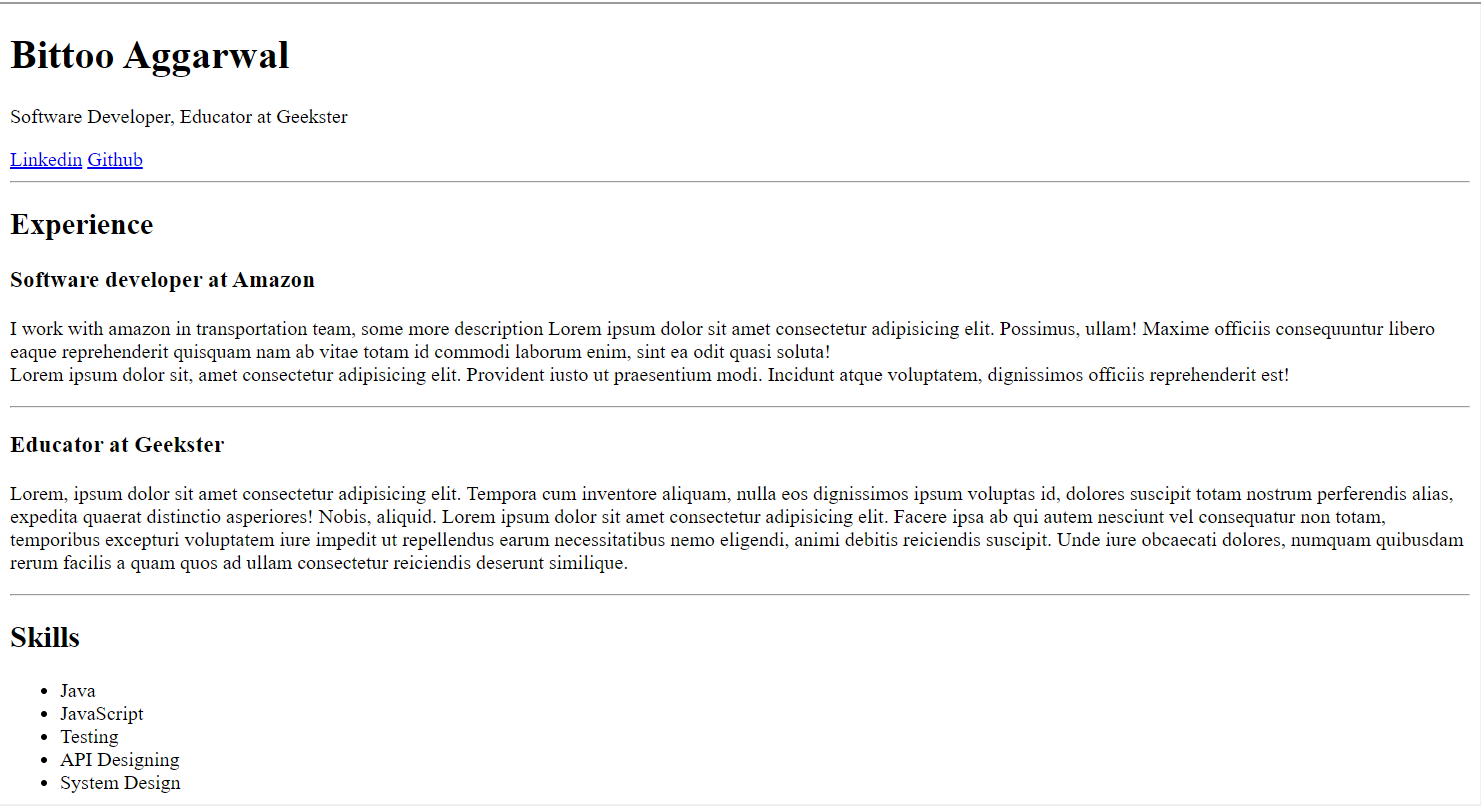 Bittoo Aggarwal
Software Developer, Educator at Geekster
Linkedin Github
Experience
Software developer at Amazon
I work with amazon in transportation team, some more description Lorem ipsum dolor sit amet consectetur adipisicing elit. Possimus, ullam! Maxime officiis consequuntur libero
eaque reprehenderit quisquam nam ab vitae totam id commodi laborum enim, sint ea odit quasi soluta!
Lorem ipsum dolor sit, amet consectetur adipisicing elit. Provident iusto ut praesentium modi. Incidunt atque voluptatem, dignissimos officiis reprehenderit est!
Educator at Geekster
Lorem, ipsum dolor sit amet consectetur adipisicing elit. Tempora cum inventore aliquam, nulla eos dignissimos ipsum voluptas id, dolores suscipit totam nostrum perferendis alias,
expedita quaerat distinctio asperiores! Nobis, aliquid. Lorem ipsum dolor sit amet consectetur adipisicing elit. Facere ipsa ab qui autem nesciunt vel consequatur non totam,
temporibus excepturi voluptatem iure impedit ut repellendus earum necessitatibus nemo eligendi, animi debitis reiciendis suscipit. Unde iure obcaecati dolores, numquam quibusdam
rerum facilis a quam quos ad ullam consectetur reiciendis deserunt similique.
Skills
• Java
• JavaScript
• Testing
• API Designing
• System Design